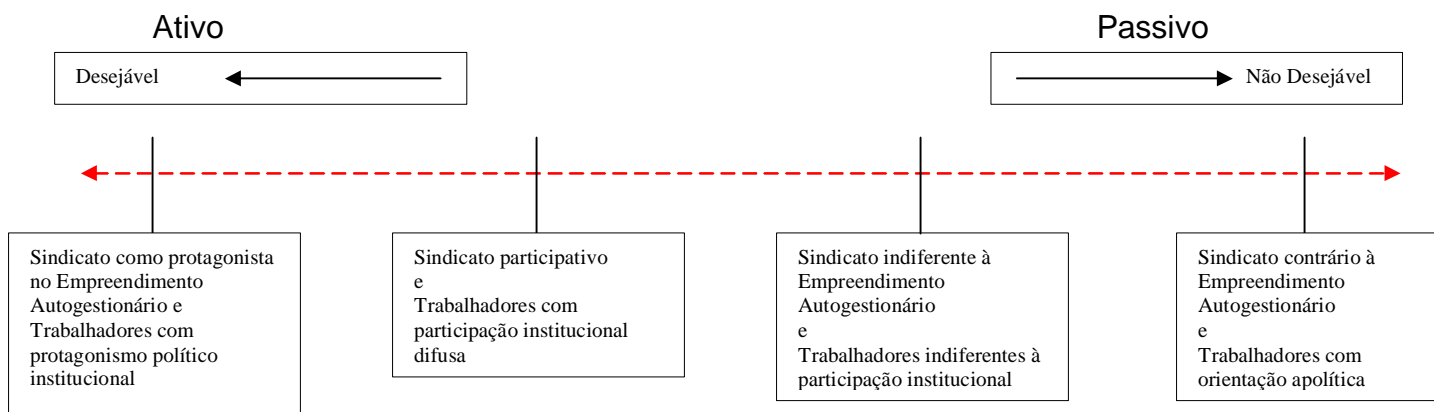 Ativo
Passivo
Desejável
Não Desejável
Sindicato como protagonista
no Empreendimento
Autogestionário e
Trabalhadores com
protagonismo político
institucional
Sindicato participativo
e
Trabalhadores com
participação institucional
difusa
Sindicato indiferente à
Empreendimento
Autogestionário
e
Trabalhadores indiferentes à
participação institucional
Sindicato contrário à
Empreendimento
Autogestionário
e
Trabalhadores com
orientação apolítica